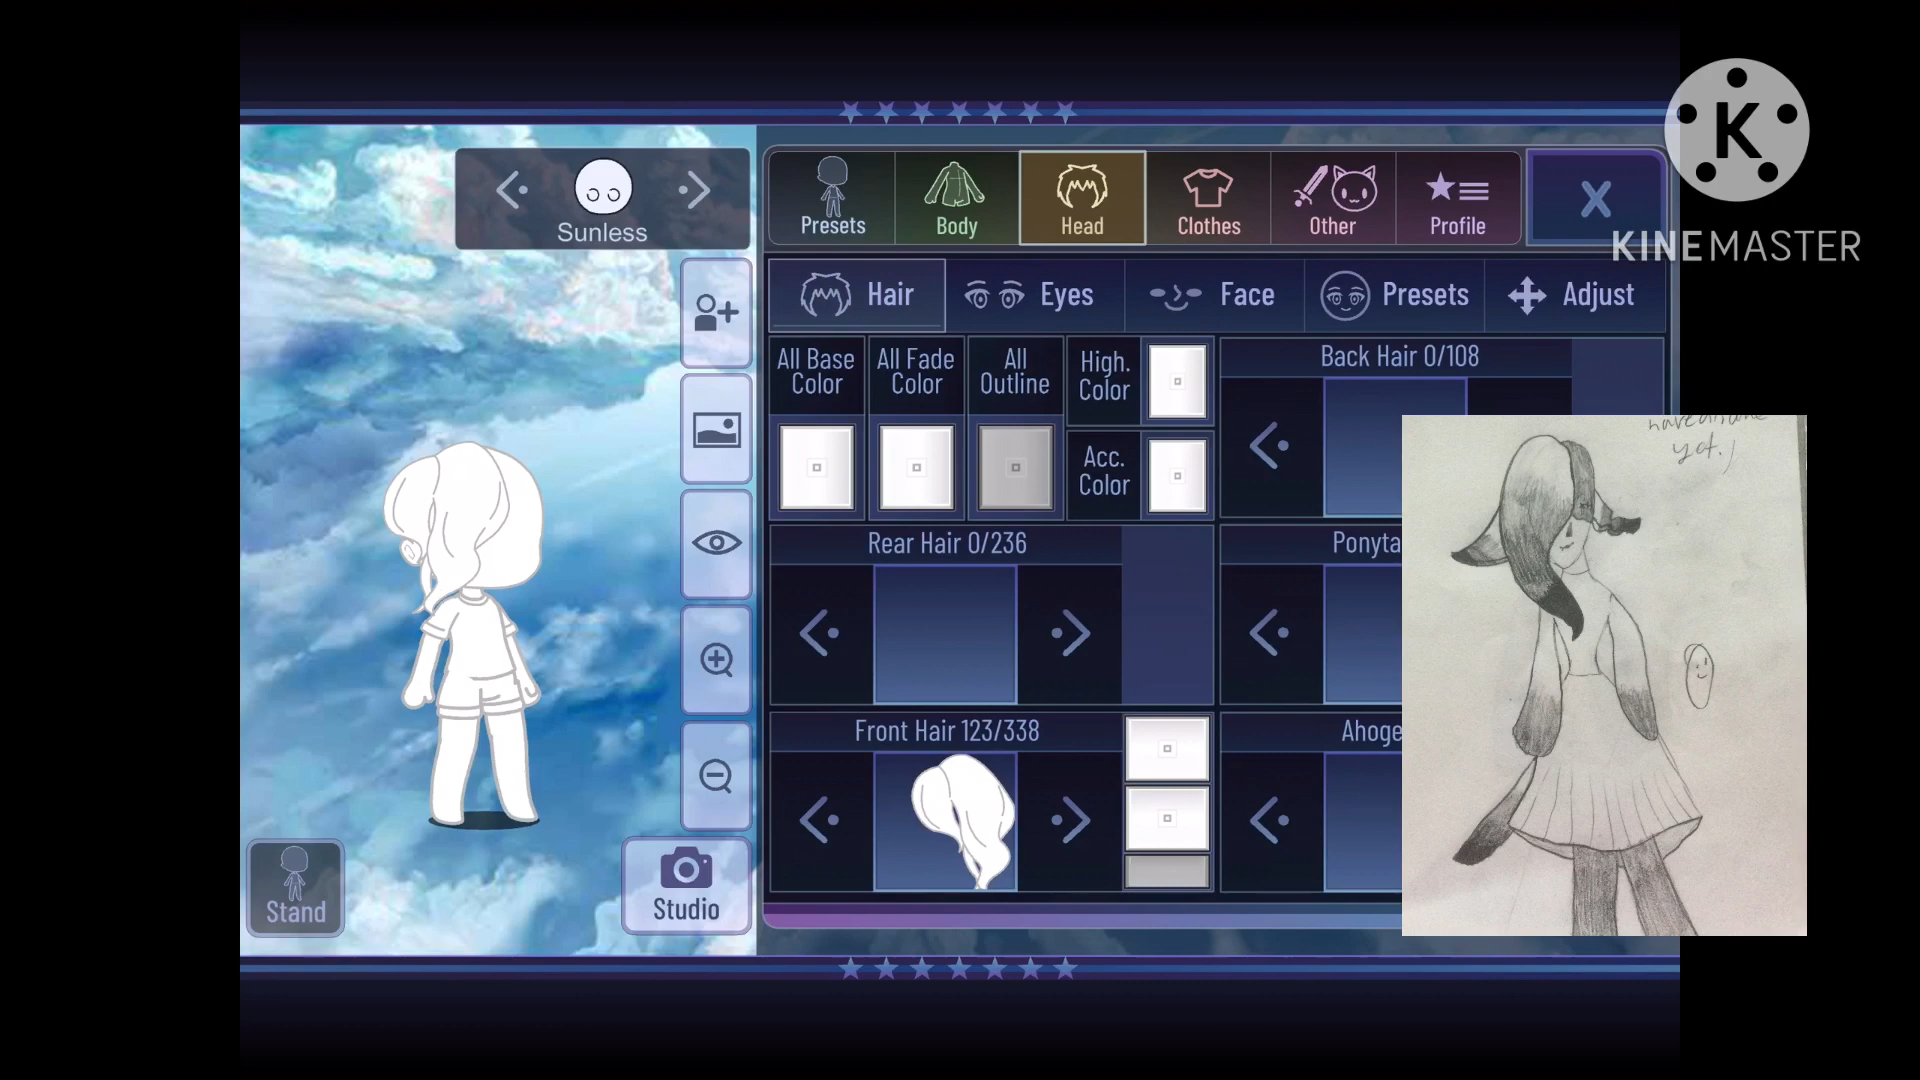 Sunless
Presets
Body
Head
Clothes
Other
Profile
X
K
KINEMASTER
Hair
Eyes
Face
Presets
Adjust
All Base
Color
All Fade
Color
All
Outline
High.
Color
Acc.
Color
Back Hair 0/108
Rear Hair 0/236
Ponyta
Front Hair 123/338
Ahoge
Stand
Studio
yet.)